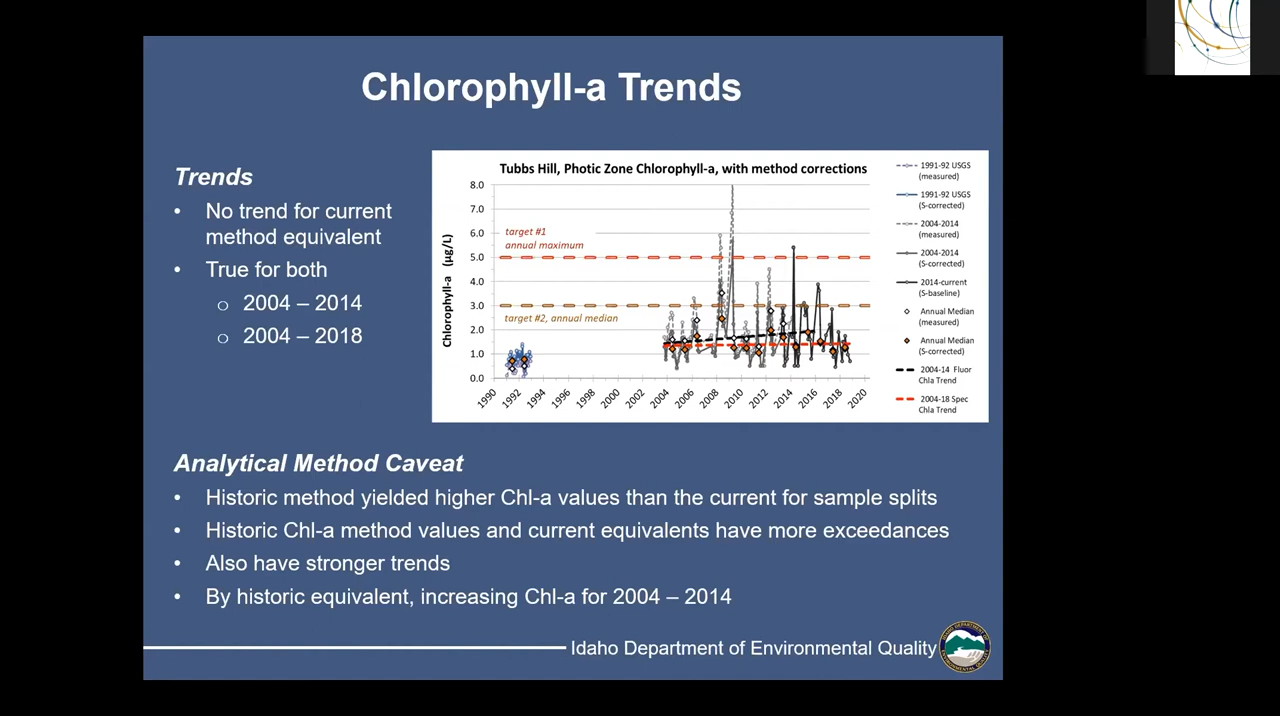 Chlorophyll-a Trends
Trends
• No trend for current
method equivalent
• True for both
o 2004 – 2014
o 2004 – 2018
Tubbs Hill, Photic Zone Chlorophyll-a, with method corrections
Chlorophyll-a (µg/L)
8.0
7.0
6.0
5.0
4.0
3.0
2.0
1.0
0.0
target #1
annual maximum
target #2, annual median
1990 1992 1994 1996 1998 2000 2002 2004 2006 2008 2010 2012 2014 2016 2018 2020
1991-92 USGS
(measured)
1991-92 USGS
(S-corrected)
2004-2014
(measured)
2004-2014
(S-corrected)
2014-current
(S-baseline)
Annual Median
(measured)
Annual Median
(S-corrected)
2004-14 Fluor
Chla Trend
2004-18 Spec
Chla Trend
Analytical Method Caveat
• Historic method yielded higher Chl-a values than the current for sample splits
• Historic Chl-a method values and current equivalents have more exceedances
• Also have stronger trends
• By historic equivalent, increasing Chl-a for 2004 – 2014
Idaho Department of Environmental Quality